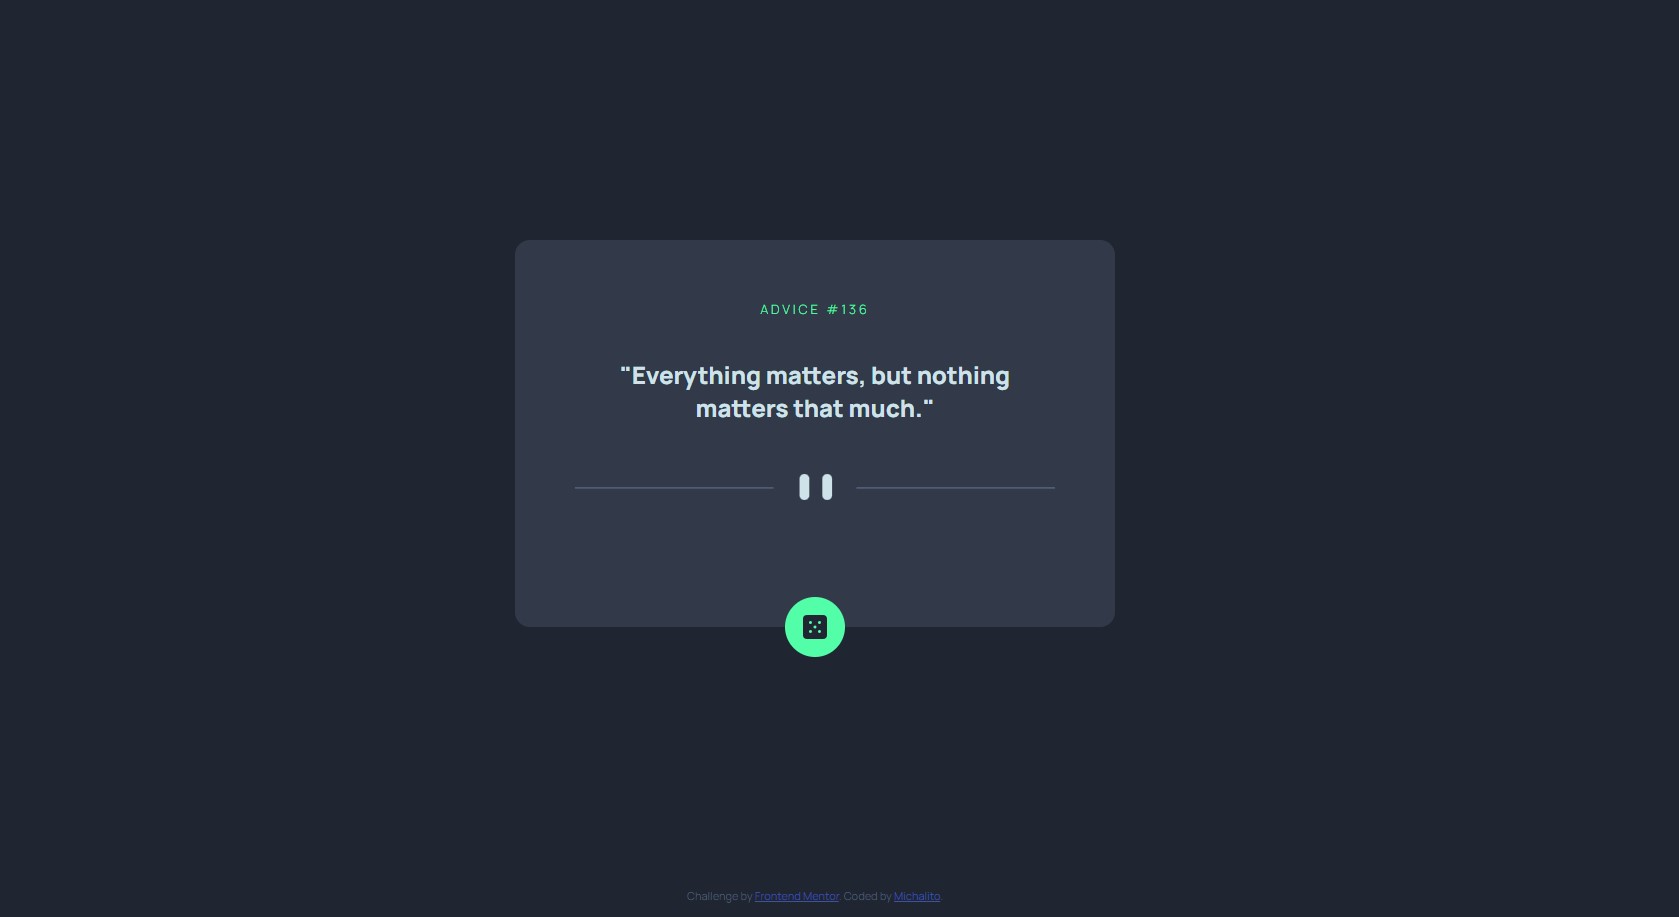 ADVICE #136
"Everything matters, but nothing
matters that much."
Challenge by Frontend Mentor. Coded by Michalito.